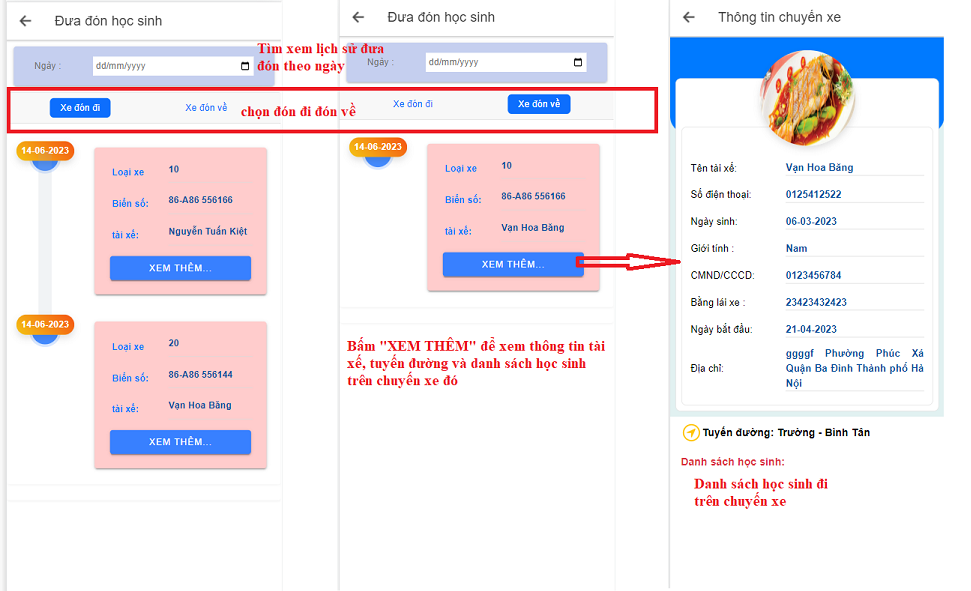 Đưa đón học sinh
Ngày :
dd/mm/yyyy
Tìm xem lịch sử đưa
đón theo ngày
Xe đón đi
Xe đón về
chọn đón đi đón về
14-06-2023
Loại xe
10
Biển số:
86-A86 556166
tài xế:
Nguyễn Tuấn Kiệt
XEM THÊM...
14-06-2023
Loại xe
20
Biển số:
86-A86 556144
tài xế:
Vạn Hoa Băng
XEM THÊM...
Đưa đón học sinh
Ngày :
dd/mm/yyyy
Xe đón đi
Xe đón về
14-06-2023
Loại xe
10
Biển số:
86-A86 556166
tài xế:
Vạn Hoa Băng
XEM THÊM...
Bấm "XEM THÊM" để xem thông tin tài
xế, tuyến đường và danh sách học sinh
trên chuyến xe đó
Thông tin chuyến xe
Tên tài xế:
Vạn Hoa Băng
Số điện thoại:
0125412522
Ngày sinh:
06-03-2023
Giới tính :
Nam
CMND/CCCD:
0123456784
Bằng lái xe :
23423432423
Ngày bắt đầu:
21-04-2023
Địa chỉ:
ggggf Phường Phúc Xá
Quận Ba Đình Thành phố Hà
Nội
Tuyến đường: Trường - Bình Tân
Danh sách học sinh:
Danh sách học sinh đi
trên chuyến xe